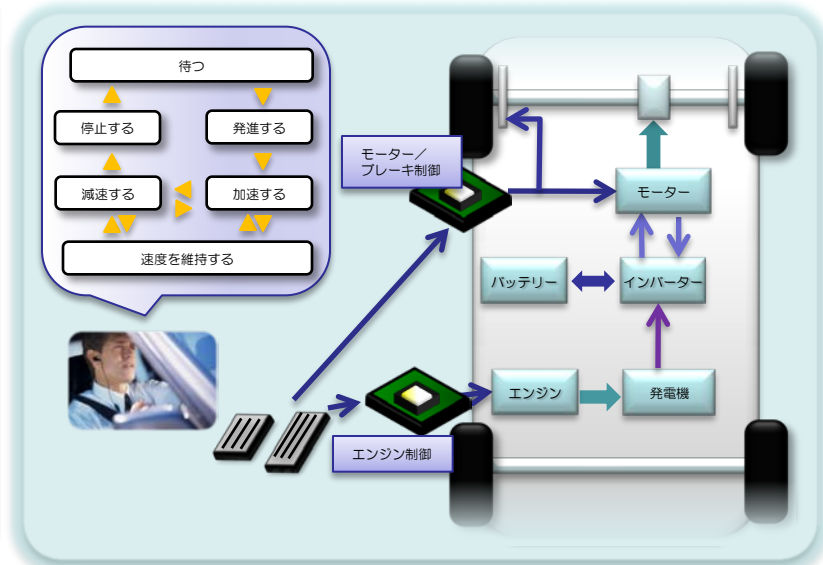 待つ
停止する
発進する
減速する
加速する
速度を維持する
モーター／
ブレーキ制御
モーター
バッテリー
インバーター
エンジン
発電機
エンジン制御